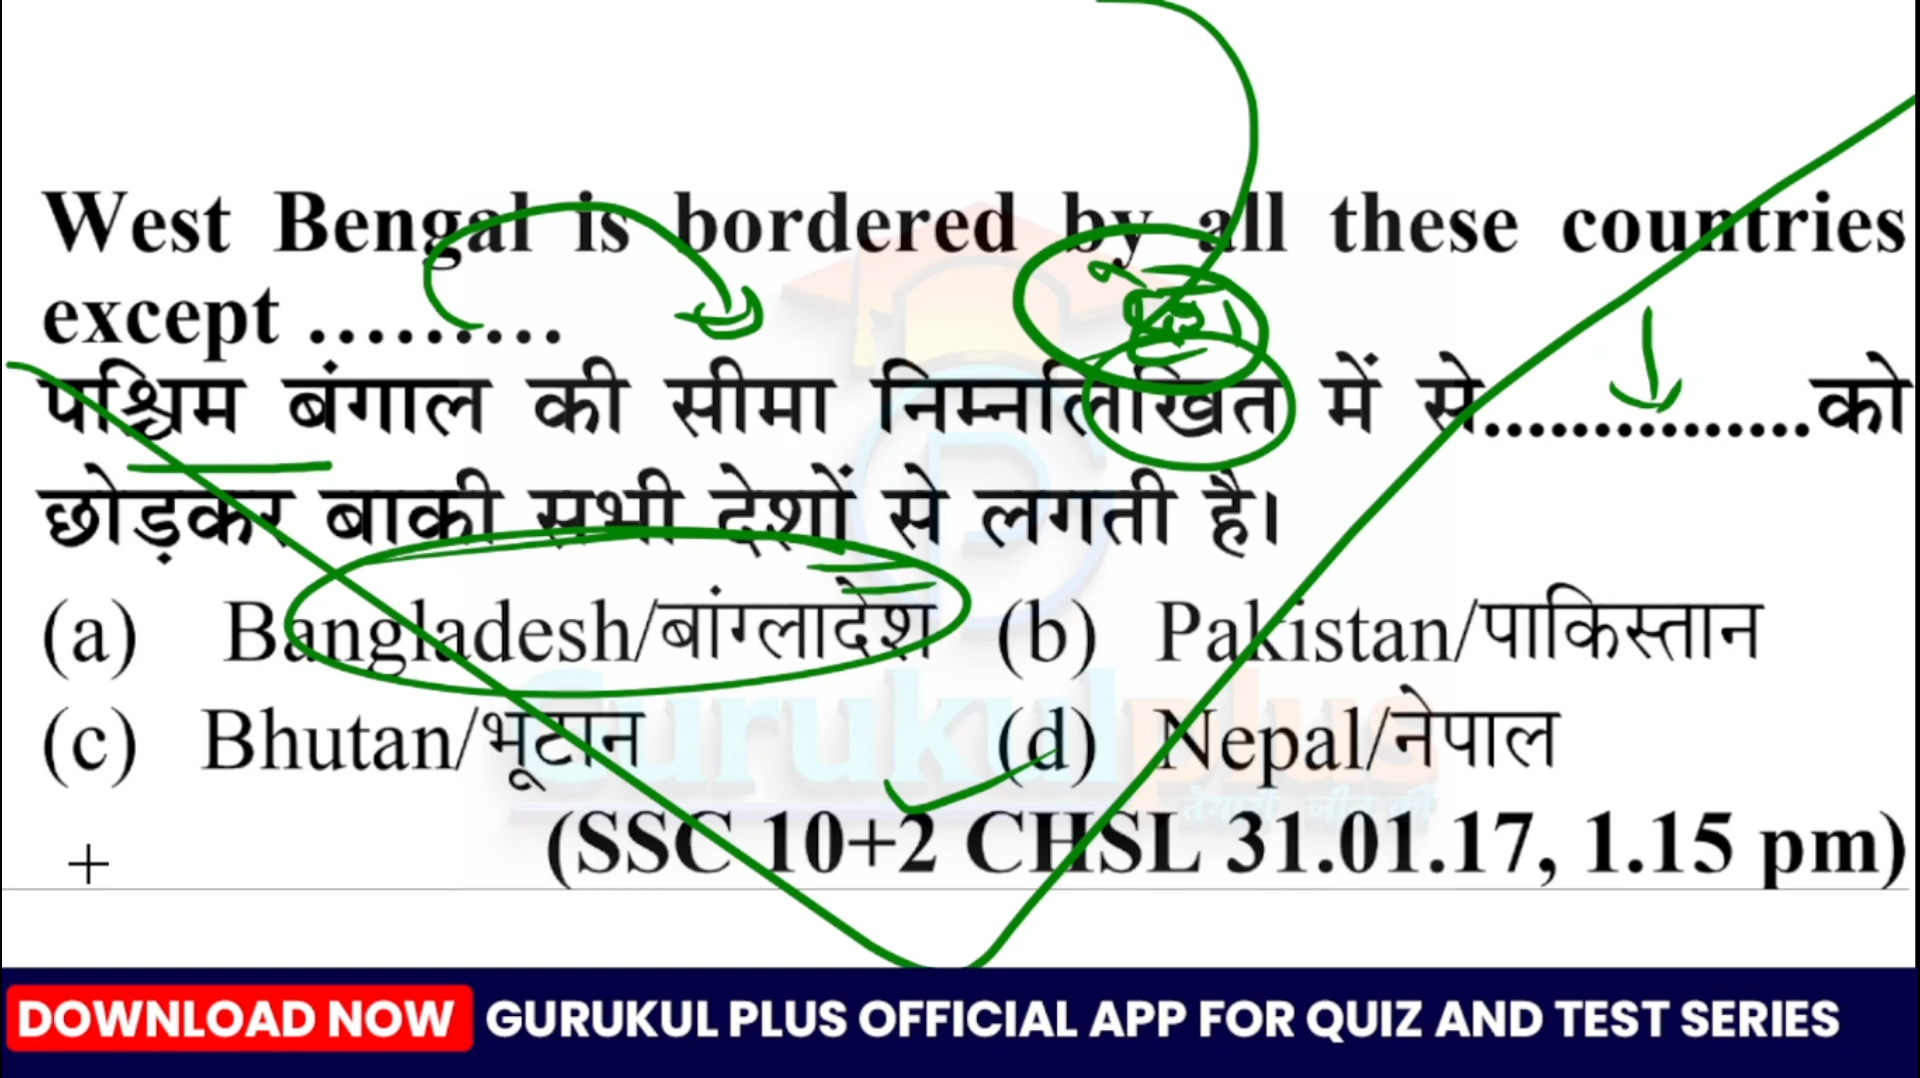 West Bengal is bordered by all these countries
except .........
पश्चिम बंगाल की सीमा निम्नलिखित में से...............को
छोड़कर बाकी सभी देशों से लगती है।
(a) Bangladesh/बांग्लादेश (b) Pakistan/पाकिस्तान
(c) Bhutan/भूटान (d) Nepal/नेपाल
(SSC 10+2 CHSL 31.01.17, 1.15 pm)
Gurukul plus
तैयारी जीत की
DOWNLOAD NOW GURUKUL PLUS OFFICIAL APP FOR QUIZ AND TEST SERIES